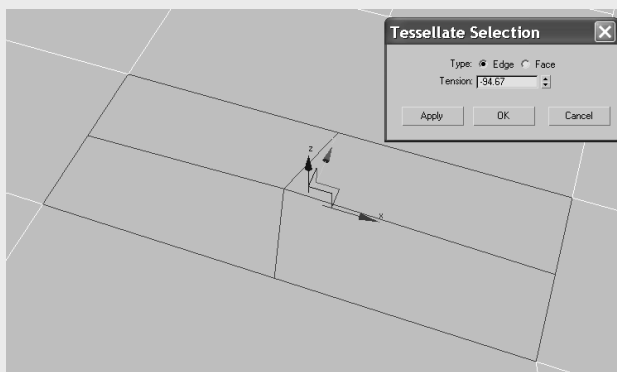 Tessellate Selection
Type: Edge Face
Tension: -94.67
Apply OK Cancel
z
x